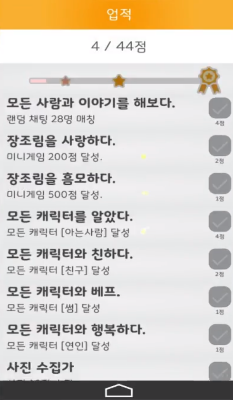 업적
4 / 44점
모든 사람과 이야기를 해보다.
랜덤 채팅 28명 매칭
4점
장조림을 사랑하다.
미니게임 200점 달성.
2점
장조림을 흠모하다.
미니게임 500점 달성.
1점
모든 캐릭터를 알았다.
모든 캐릭터 [아는사람] 달성
4점
모든 캐릭터와 친하다.
모든 캐릭터 [친구] 달성
2점
모든 캐릭터와 베프.
모든 캐릭터 [썸] 달성
1점
모든 캐릭터와 행복하다.
모든 캐릭터 [연인] 달성
1점
사진 수집가